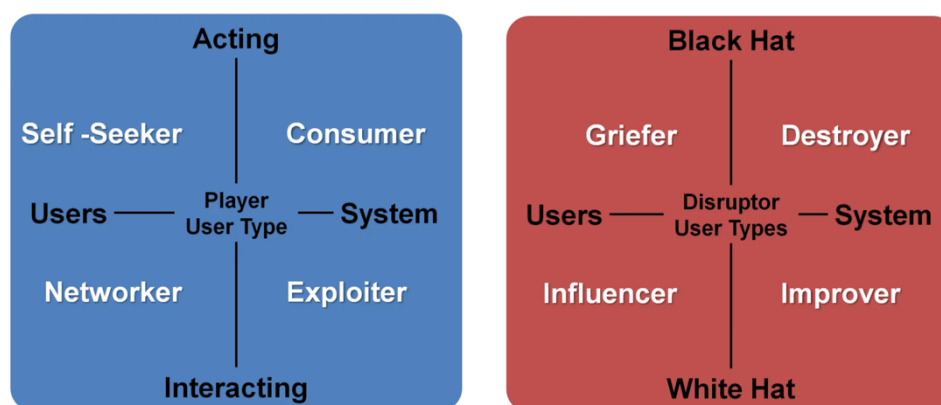 Acting
Self -Seeker
Consumer
Users
Player
User Type
System
Networker
Exploiter
Interacting
Black Hat
Griefer
Destroyer
Users
Disruptor
User Types
System
Influencer
Improver
White Hat